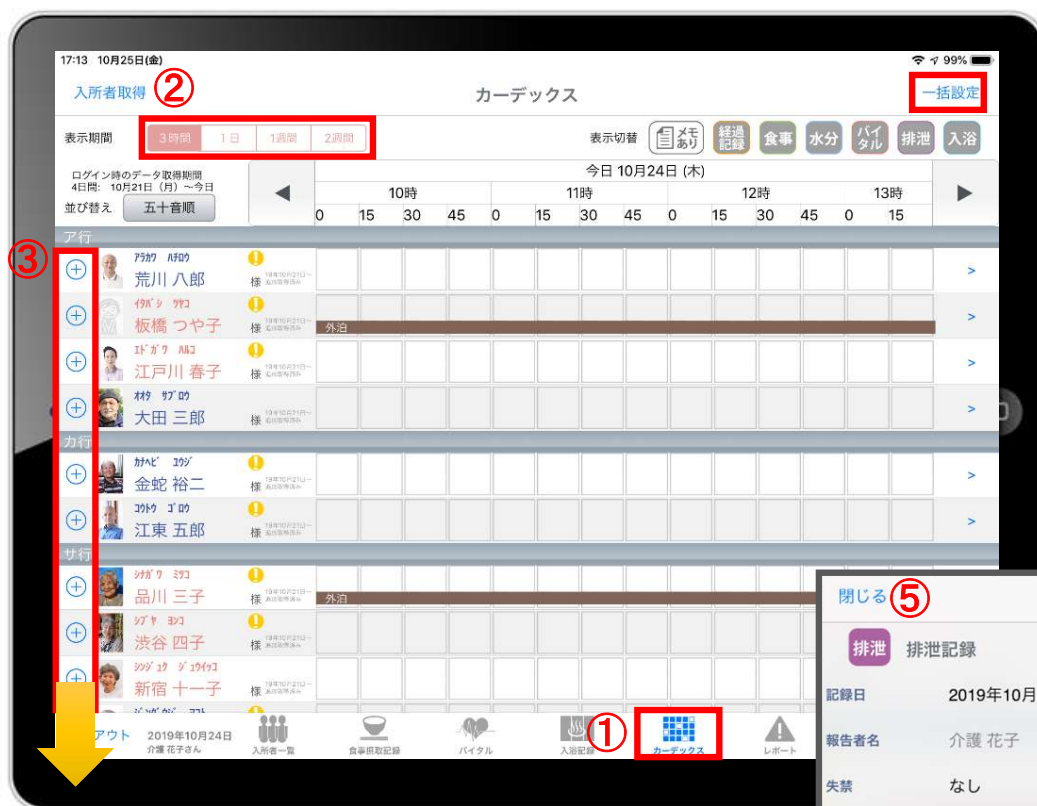 17:13 10月25日(金)
99%
入所者取得
②
カーデックス
一括設定
表示期間
3時間
1日
1週間
2週間
表示切替
メモあり
経過記録
食事
水分
バイタル
排泄
入浴
ログイン時のデータ取得期間
4日間: 10月21日（月）～今日
並び替え
五十音順
◀
今日 10月24日 (木)
▶
10時 11時 12時 13時
0 15 30 45 0 15 30 45 0 15 30 45 0 15
ア行
③
ｱﾗｶﾜ ﾊﾁﾛｳ
荒川 八郎 様
>
ｲﾀﾊﾞｼ ﾂﾔｺ
板橋 つや子 様
外泊
>
ｴﾄﾞｶﾞﾜ ﾊﾙｺ
江戸川 春子 様
>
ｵｵﾀ ｻﾌﾞﾛｳ
大田 三郎 様
>
カ行
ｶﾅﾍﾋﾞ ﾕｳｼﾞ
金蛇 裕二 様
>
ｺｳﾄｳ ｺﾞﾛｳ
江東 五郎 様
>
サ行
ｼﾅｶﾞﾜ ﾐﾂｺ
品川 三子 様
外泊
ｼﾌﾞﾔ ﾖﾝｺ
渋谷 四子 様
ｼﾝｼﾞｭｸ ｼﾞｭｳｲﾁｺ
新宿 十一子 様
アウト
2019年10月24日
介護 花子さん
入所者一覧
食事摂取記録
バイタル
入浴記録
①
カーデックス
レポート
閉じる
⑤
排泄
排泄記録
記録日 2019年10月
報告者名 介護 花子
失禁 なし